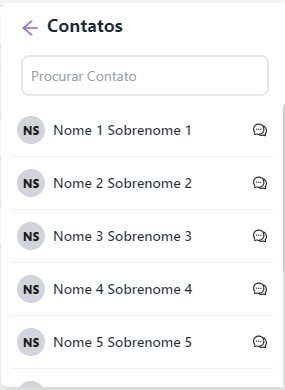 Contatos
Procurar Contato
NS Nome 1 Sobrenome 1
NS Nome 2 Sobrenome 2
NS Nome 3 Sobrenome 3
NS Nome 4 Sobrenome 4
NS Nome 5 Sobrenome 5